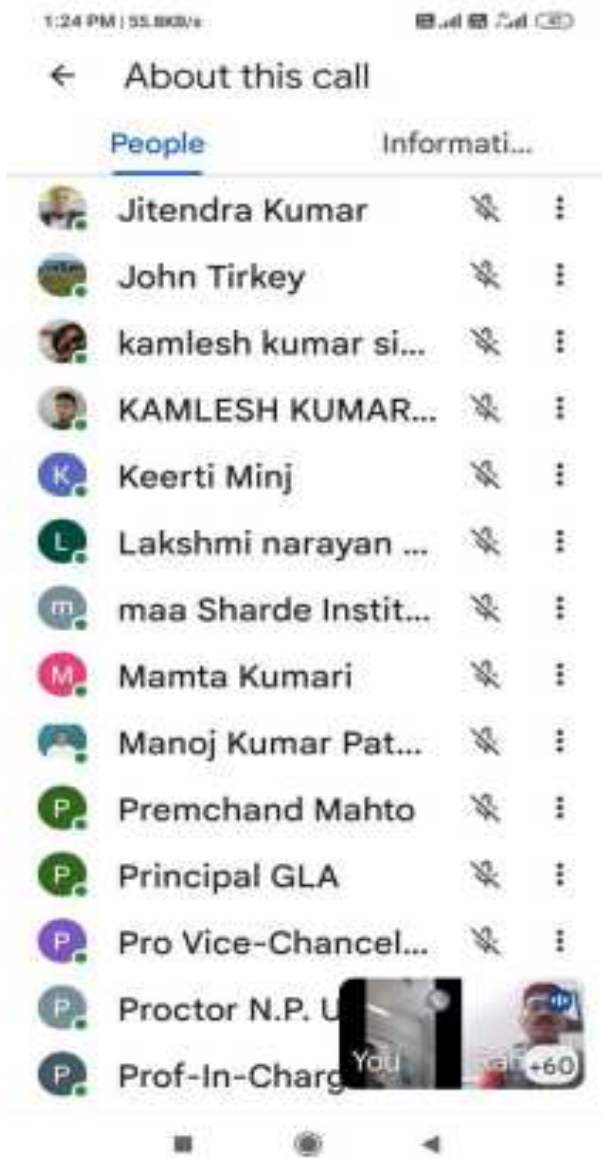 1:24 PM | 55.8KB/s
About this call
People Informati...
Jitendra Kumar
John Tirkey
kamlesh kumar si...
KAMLESH KUMAR...
K Keerti Minj
L Lakshmi narayan ...
m maa Sharde Instit...
M Mamta Kumari
Manoj Kumar Pat...
P Premchand Mahto
P Principal GLA
P Pro Vice-Chancel...
P Proctor N.P. U
P Prof-In-Charg
You +60